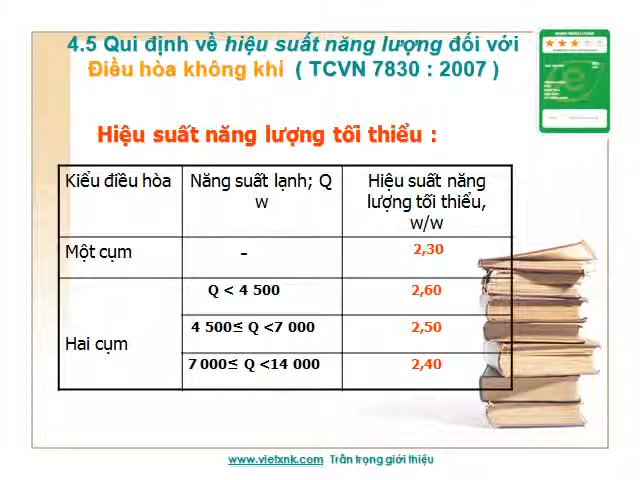 4.5 Qui định về hiệu suất năng lượng đối với
Điều hòa không khí ( TCVN 7830 : 2007 )
Hiệu suất năng lượng tối thiểu :
Kiểu điều hòa
Năng suất lạnh; Q
w
Hiệu suất năng
lượng tối thiểu,
w/w
Một cụm
-
2,30
Hai cụm
Q < 4 500
2,60
4 500≤ Q <7 000
2,50
7 000≤ Q <14 000
2,40
www.vietxnk.com Trân trọng giới thiệu